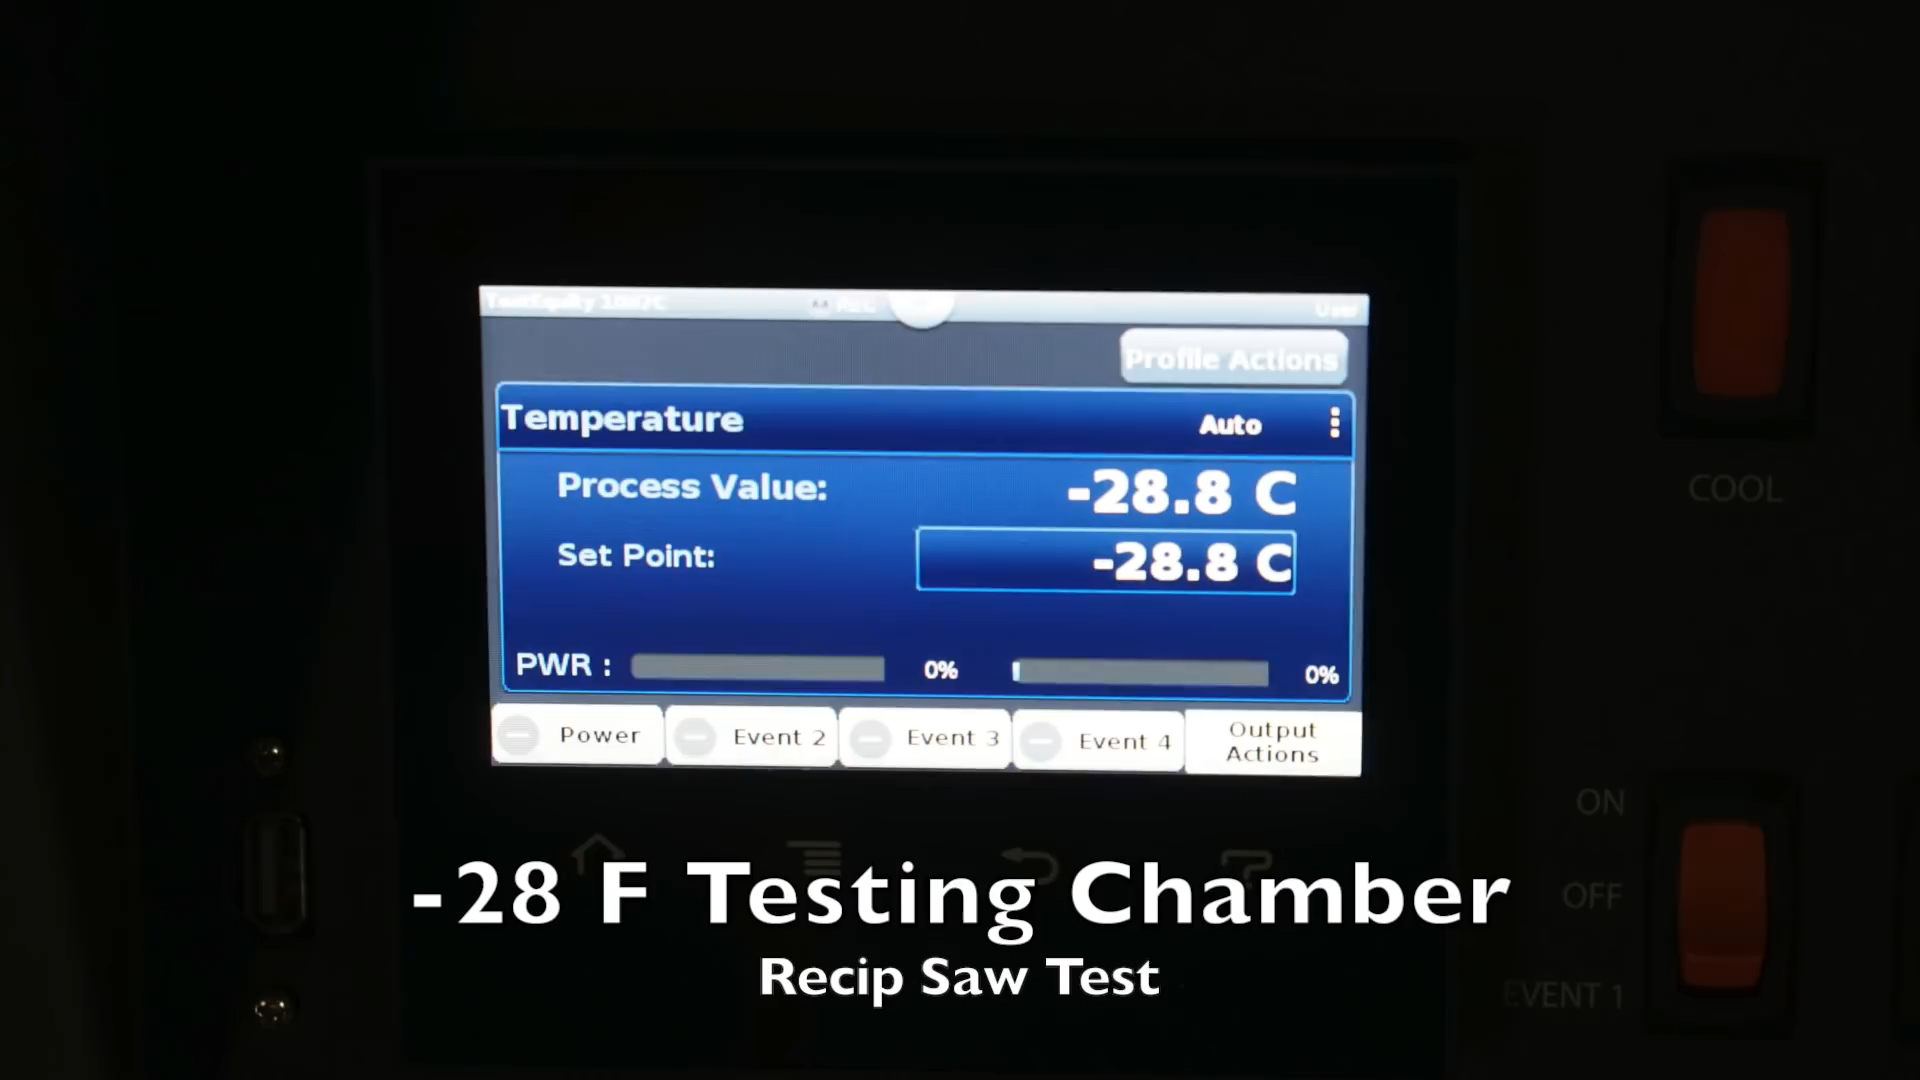 User
Profile Actions
Temperature Auto
Process Value: -28.8 C
Set Point: -28.8 C
PWR : 0% 0%
Power Event 2 Event 3 Event 4 Output Actions
COOL
ON
OFF
EVENT 1
-28 F Testing Chamber
Recip Saw Test